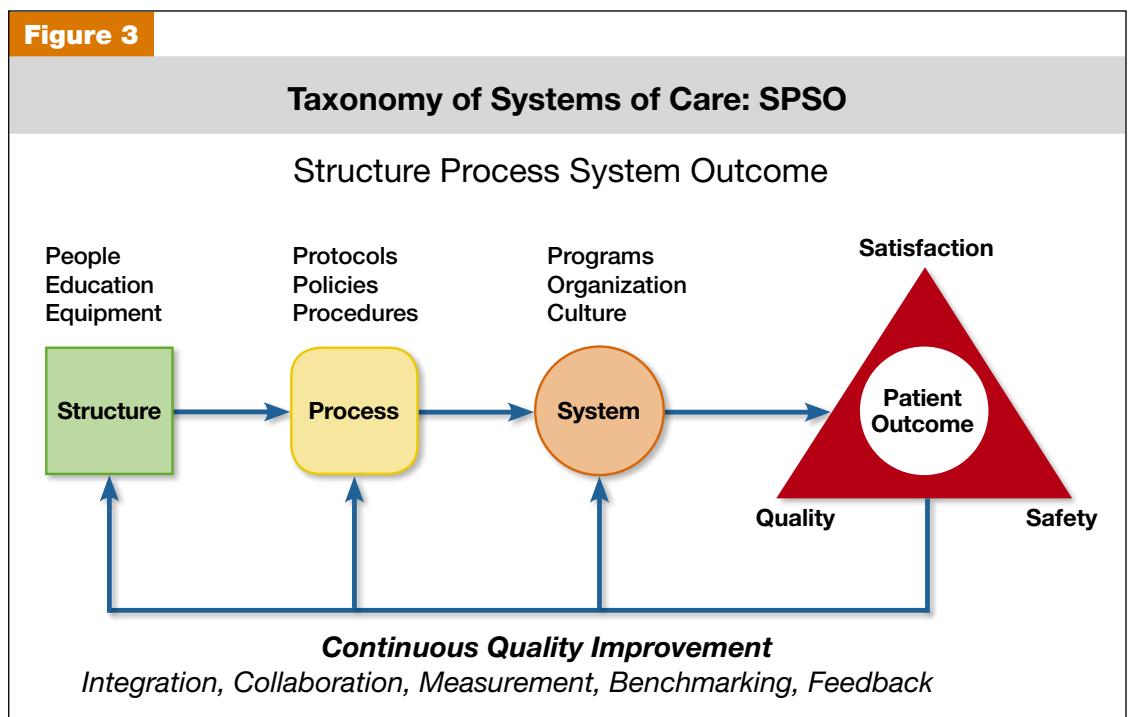 Figure 3
Taxonomy of Systems of Care: SPSO
Structure Process System Outcome
People
Education
Equipment
Protocols
Policies
Procedures
Programs
Organization
Culture
Satisfaction
Structure
Process
System
Patient
Outcome
Quality
Safety
Continuous Quality Improvement
Integration, Collaboration, Measurement, Benchmarking, Feedback